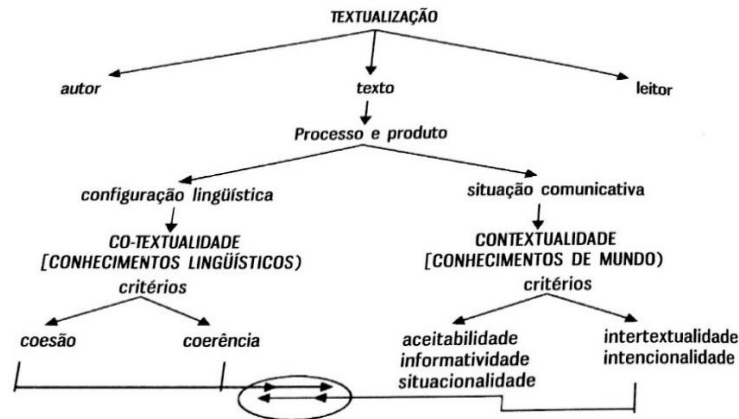 TEXTUALIZAÇÃO
autor
texto
leitor
Processo e produto
configuração lingüística
situação comunicativa
CO-TEXTUALIDADE
[CONHECIMENTOS LINGÜÍSTICOS)
critérios
CONTEXTUALIDADE
[CONHECIMENTOS DE MUNDO)
critérios
coesão
coerência
aceitabilidade
informatividade
situacionalidade
intertextualidade
intencionalidade